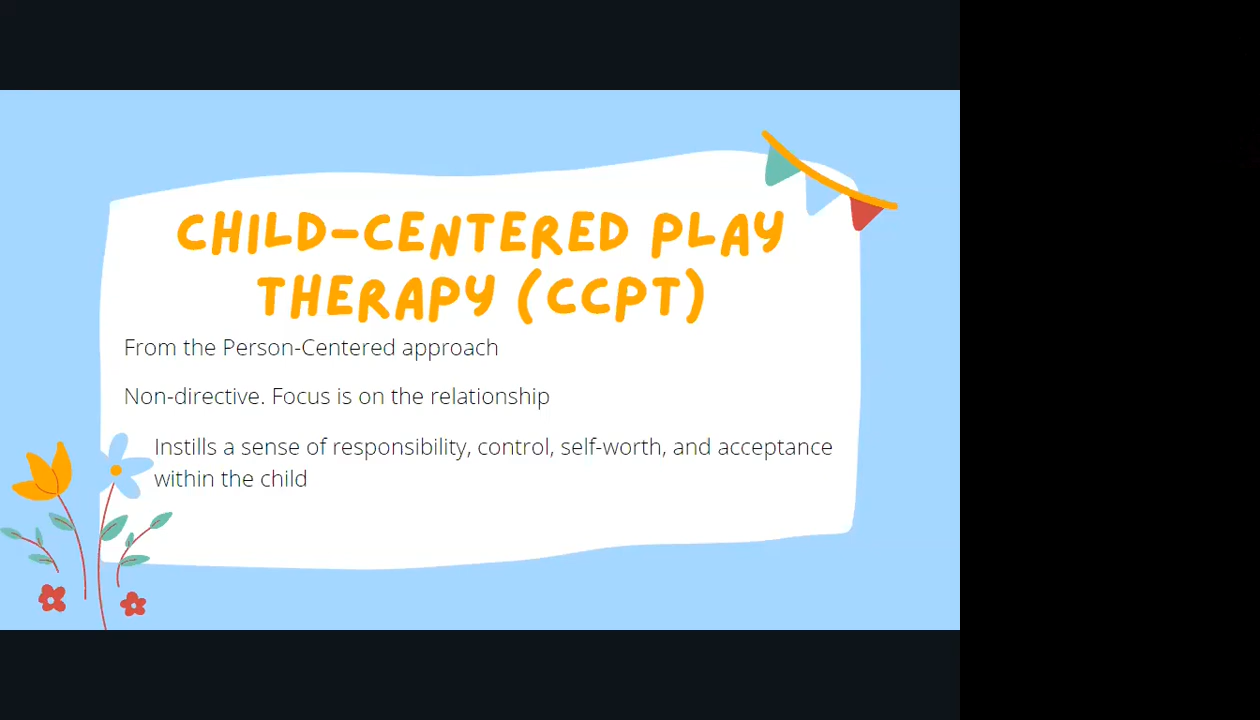 CHILD-CENTERED PLAY
THERAPY (CCPT)
From the Person-Centered approach
Non-directive. Focus is on the relationship
Instills a sense of responsibility, control, self-worth, and acceptance
within the child